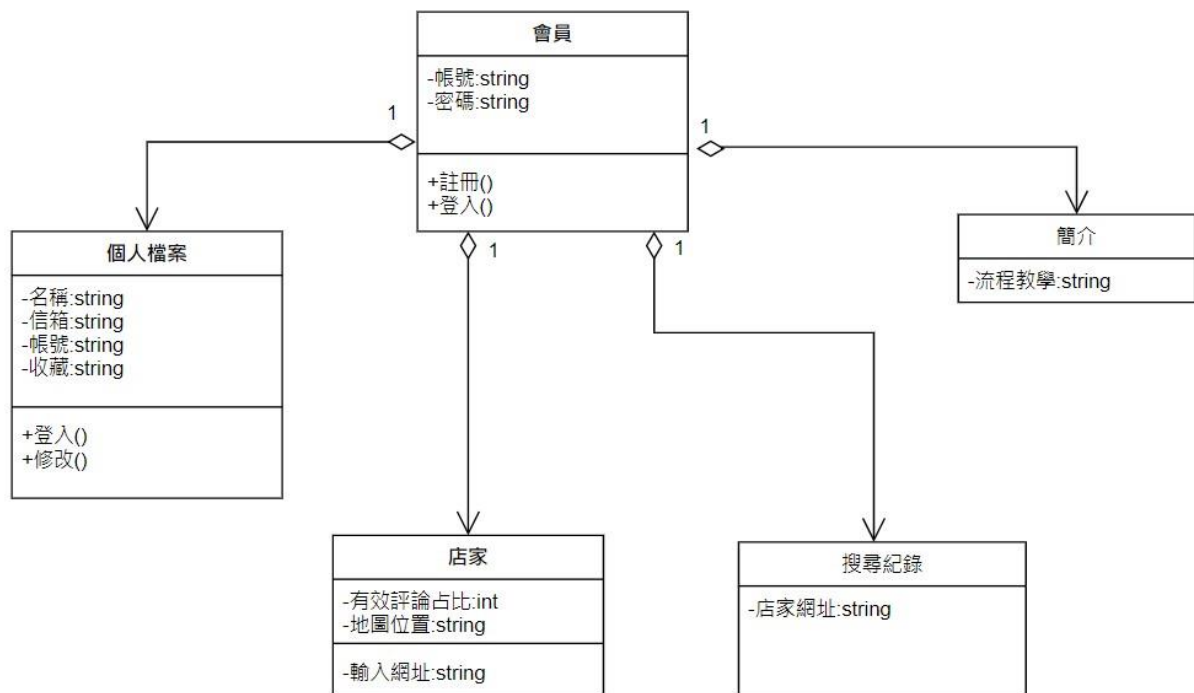 會員
-帳號:string
-密碼:string
+註冊()
+登入()
1
1
1
1
個人檔案
-名稱:string
-信箱:string
-帳號:string
-收藏:string
+登入()
+修改()
簡介
-流程教學:string
店家
-有效評論占比:int
-地圖位置:string
-輸入網址:string
搜尋紀錄
-店家網址:string